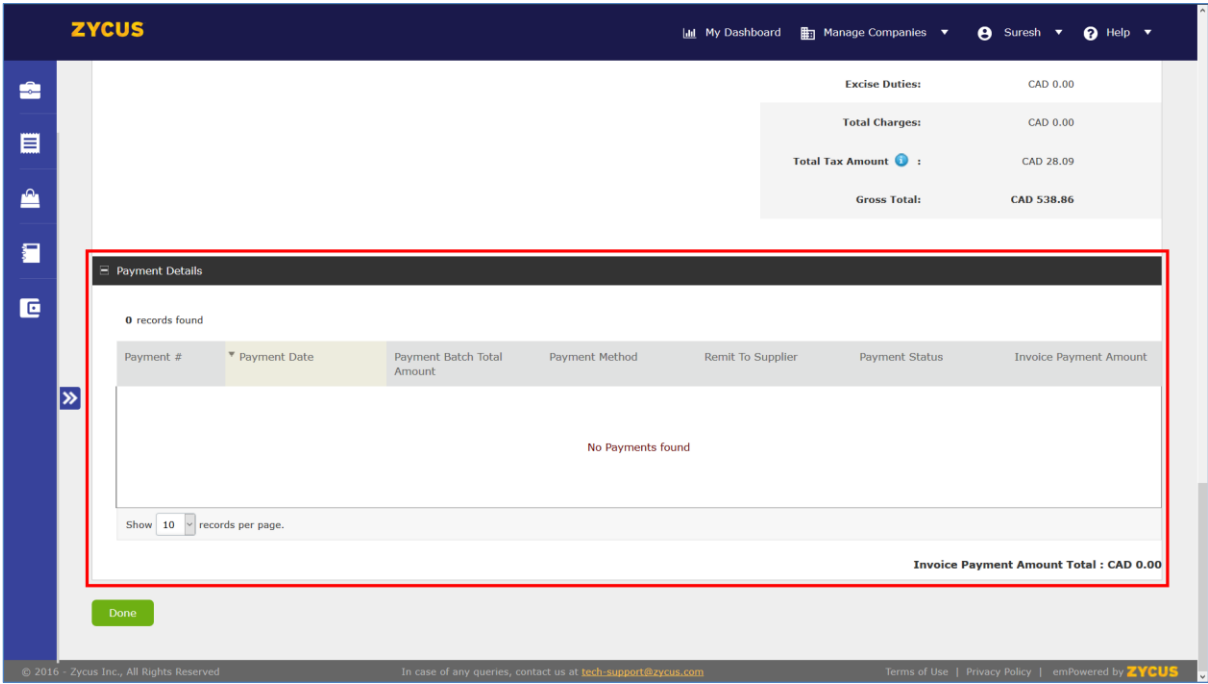 ZYCUS
My Dashboard Manage Companies Suresh Help
Excise Duties: CAD 0.00
Total Charges: CAD 0.00
Total Tax Amount : CAD 28.09
Gross Total: CAD 538.86
Payment Details
0 records found
Payment # Payment Date Payment Batch Total Amount Payment Method Remit To Supplier Payment Status Invoice Payment Amount
No Payments found
Show 10 records per page.
Invoice Payment Amount Total : CAD 0.00
Done
© 2016 - Zycus Inc., All Rights Reserved In case of any queries, contact us at tech-support@zycus.com Terms of Use | Privacy Policy | emPowered by ZYCUS